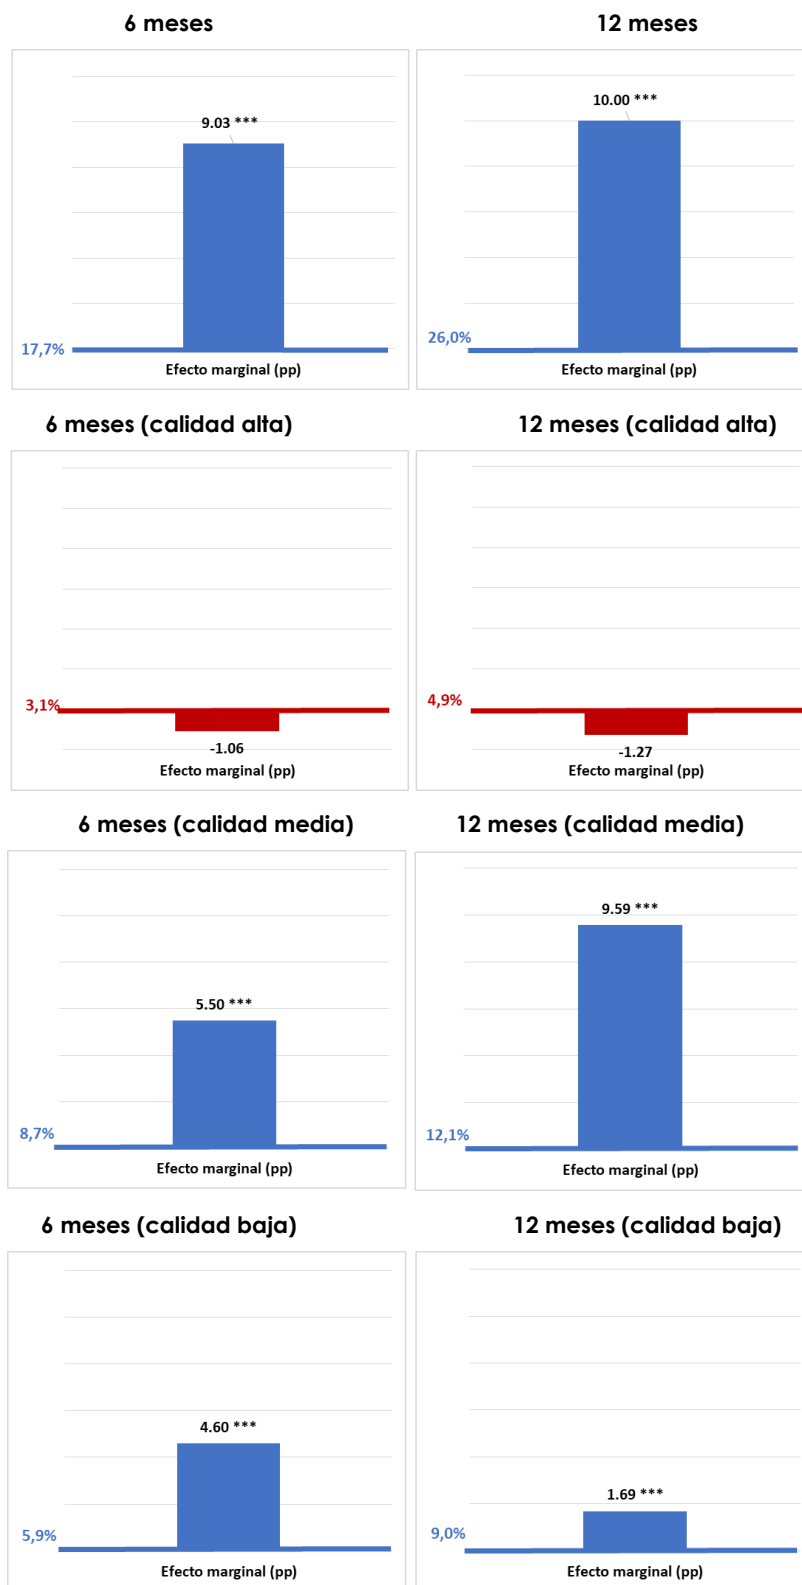 6 meses
9.03 ***
17,7%
Efecto marginal (pp)
12 meses
10.00 ***
26,0%
Efecto marginal (pp)
6 meses (calidad alta)
3,1%
-1.06
Efecto marginal (pp)
12 meses (calidad alta)
4,9%
-1.27
Efecto marginal (pp)
6 meses (calidad media)
5.50 ***
8,7%
Efecto marginal (pp)
12 meses (calidad media)
9.59 ***
12,1%
Efecto marginal (pp)
6 meses (calidad baja)
4.60 ***
5,9%
Efecto marginal (pp)
12 meses (calidad baja)
1.69 ***
9,0%
Efecto marginal (pp)